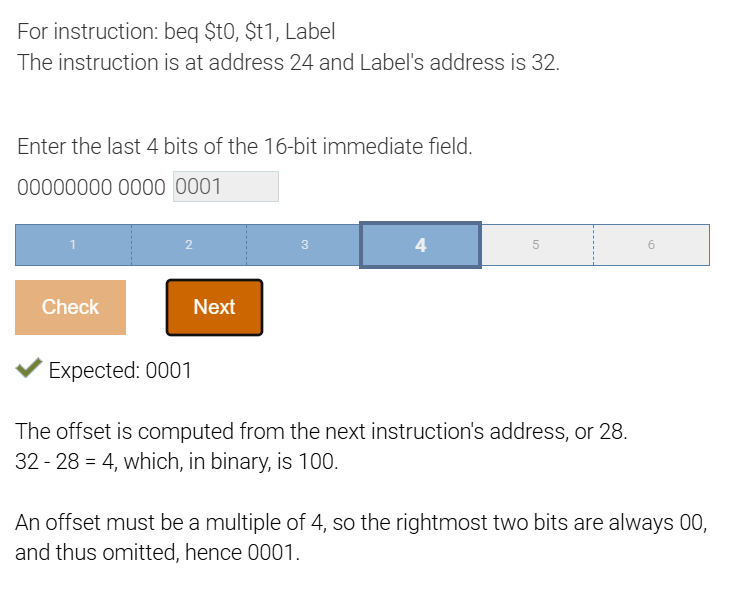 For instruction: beq $t0, $t1, Label
The instruction is at address 24 and Label's address is 32.
Enter the last 4 bits of the 16-bit immediate field.
00000000 0000 0001
1 2 3 4 5 6
Check Next
Expected: 0001
The offset is computed from the next instruction's address, or 28.
32 - 28 = 4, which, in binary, is 100.
An offset must be a multiple of 4, so the rightmost two bits are always 00,
and thus omitted, hence 0001.